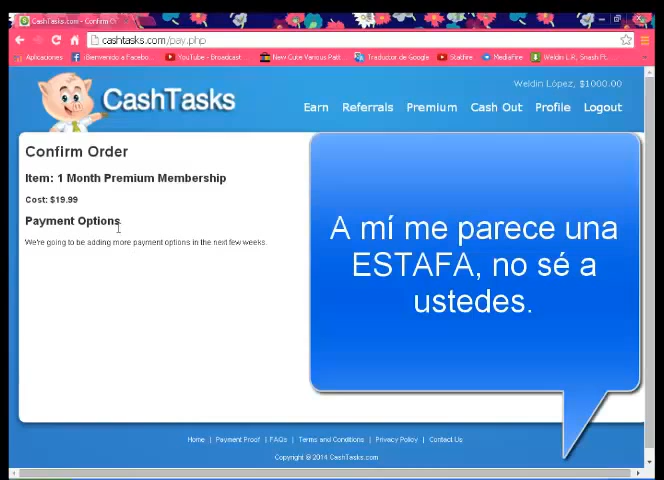 CashTasks.com - Confirm O
cashtasks.com/pay.php
Aplicaciones
¡Bienvenido a Facebo...
YouTube - Broadcast...
New Cute Various Patt...
Traductor de Google
Statfire
MediaFire
Weldin L.R. Smash Ft...
Weldin López, $1000.00
CashTasks
Earn Referrals Premium Cash Out Profile Logout
Confirm Order
Item: 1 Month Premium Membership
Cost: $19.99
Payment Options
We're going to be adding more payment options in the next few weeks.
A mí me parece una
ESTAFA, no sé a
ustedes.
Home | Payment Proof | FAQs | Terms and Conditions | Privacy Policy | Contact Us
Copyright © 2014 CashTasks.com